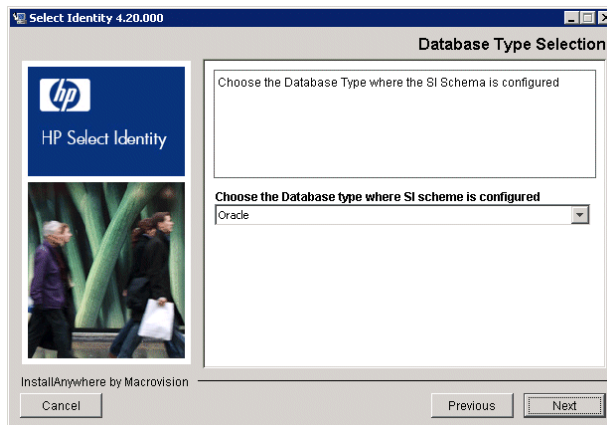 Select Identity 4.20.000
Database Type Selection
hp
HP Select Identity
Choose the Database Type where the SI Schema is configured
Choose the Database type where SI scheme is configured
Oracle
InstallAnywhere by Macrovision
Cancel
Previous
Next